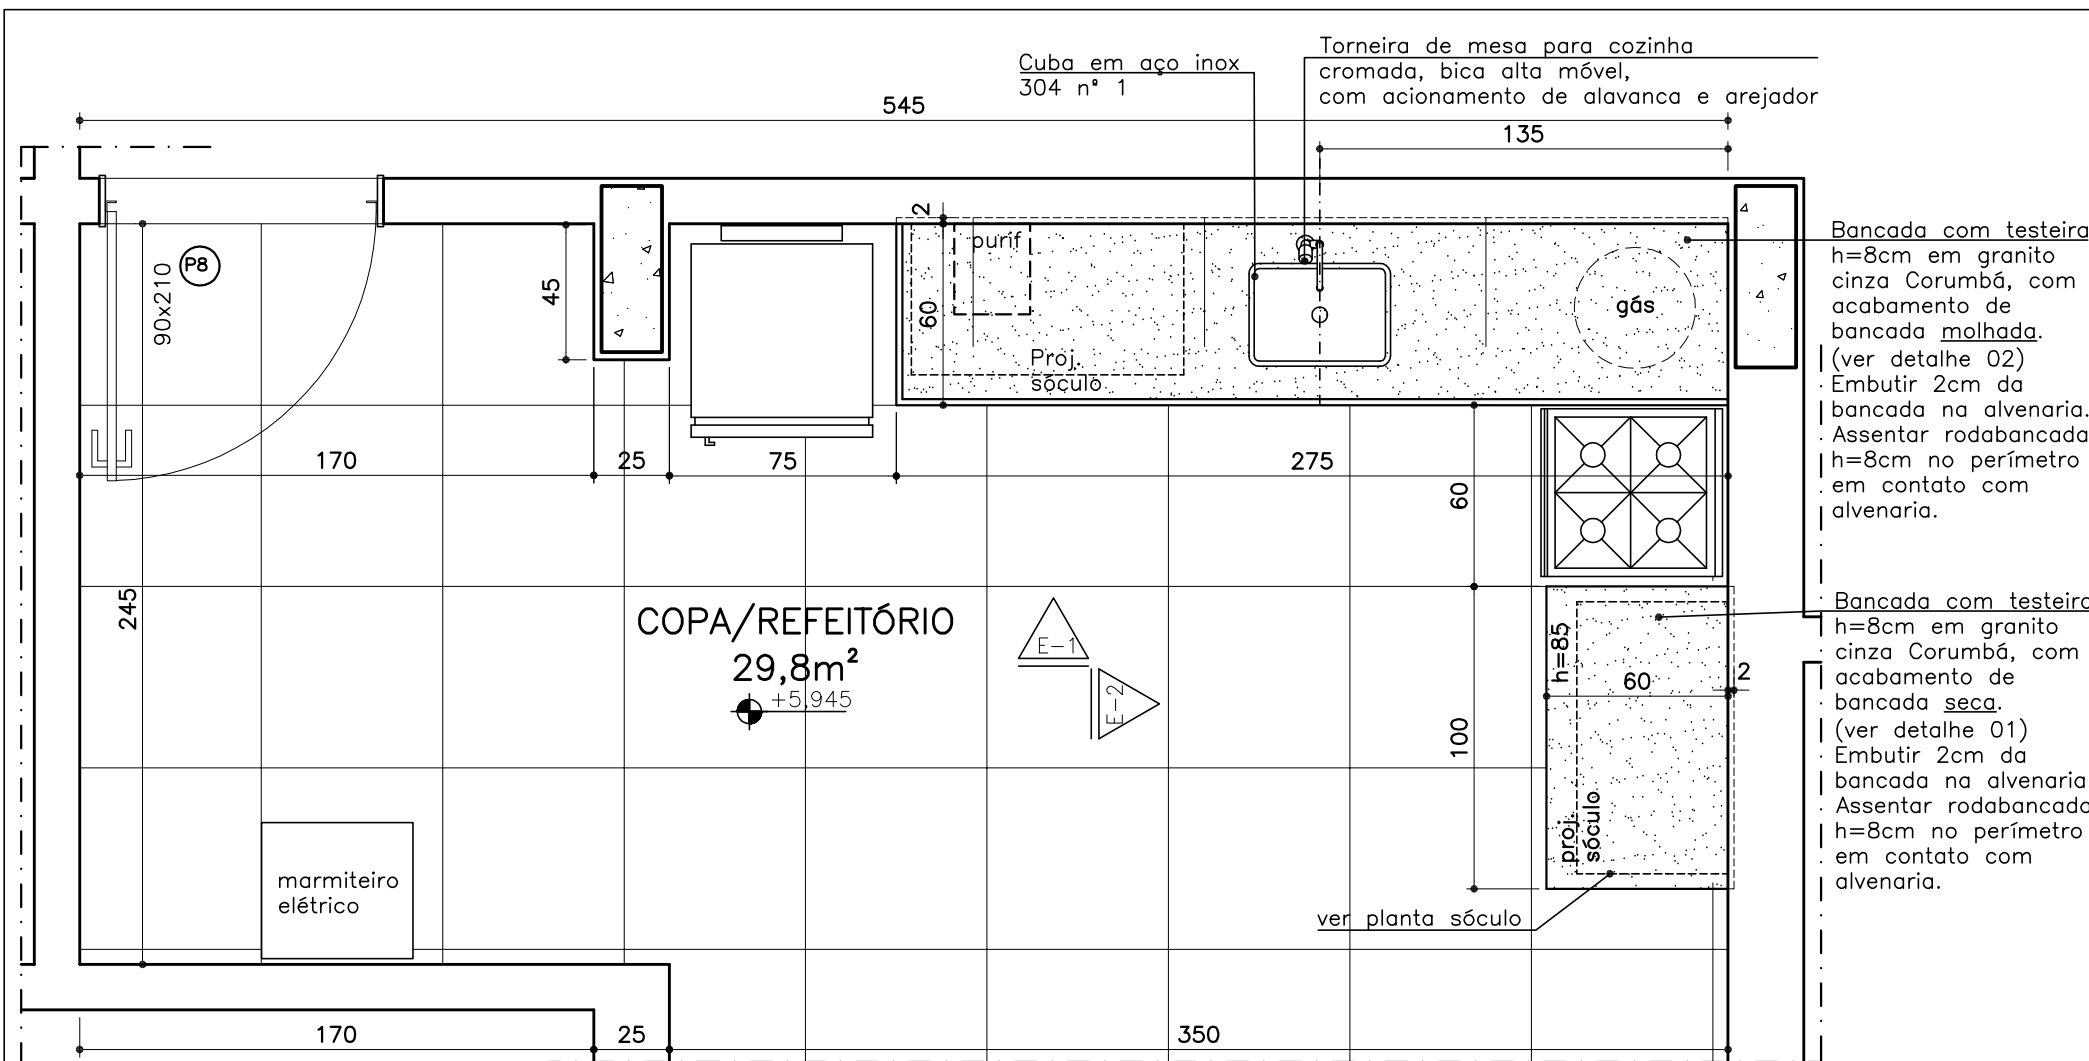 Cuba em aço inox
304 nº 1
Torneira de mesa para cozinha
cromada, bica alta móvel,
com acionamento de alavanca e arejador
545
135
2
purif
60
Proj.
sóculo
gás
P8
90x210
45
170
25
75
275
60
Bancada com testeira
h=8cm em granito
cinza Corumbá, com
acabamento de
bancada molhada.
(ver detalhe 02)
Embutir 2cm da
bancada na alvenaria.
Assentar rodabancada
h=8cm no perímetro
em contato com
alvenaria.
245
COPA/REFEITÓRIO
29,8m²
+5,945
E-1
E-2
h=85
60
2
100
proj.
sóculo
Bancada com testeira
h=8cm em granito
cinza Corumbá, com
acabamento de
bancada seca.
(ver detalhe 01)
Embutir 2cm da
bancada na alvenaria
Assentar rodabancada
h=8cm no perímetro
em contato com
alvenaria.
marmiteiro
elétrico
ver planta sóculo
170
25
350